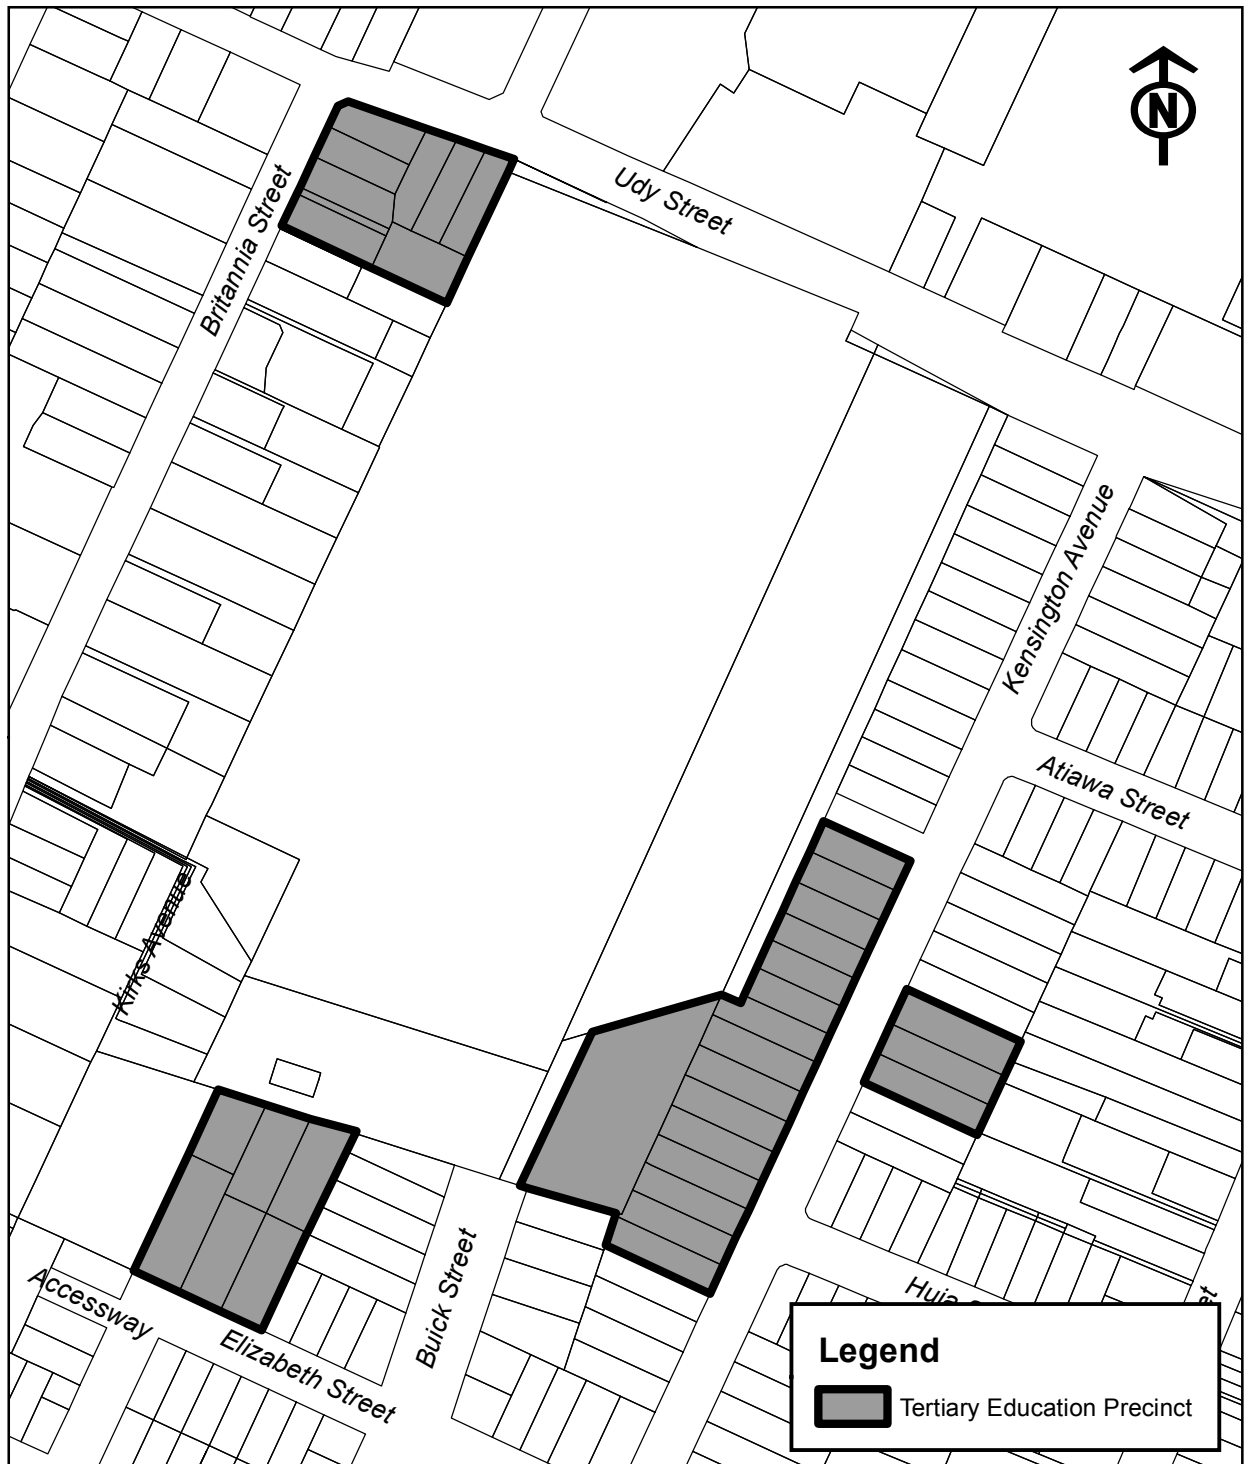 N
Udy Street
Britannia Street
Kensington Avenue
Atiawa Street
Kirks Avenue
Accessway
Elizabeth Street
Buick Street
Huia
Legend
Tertiary Education Precinct